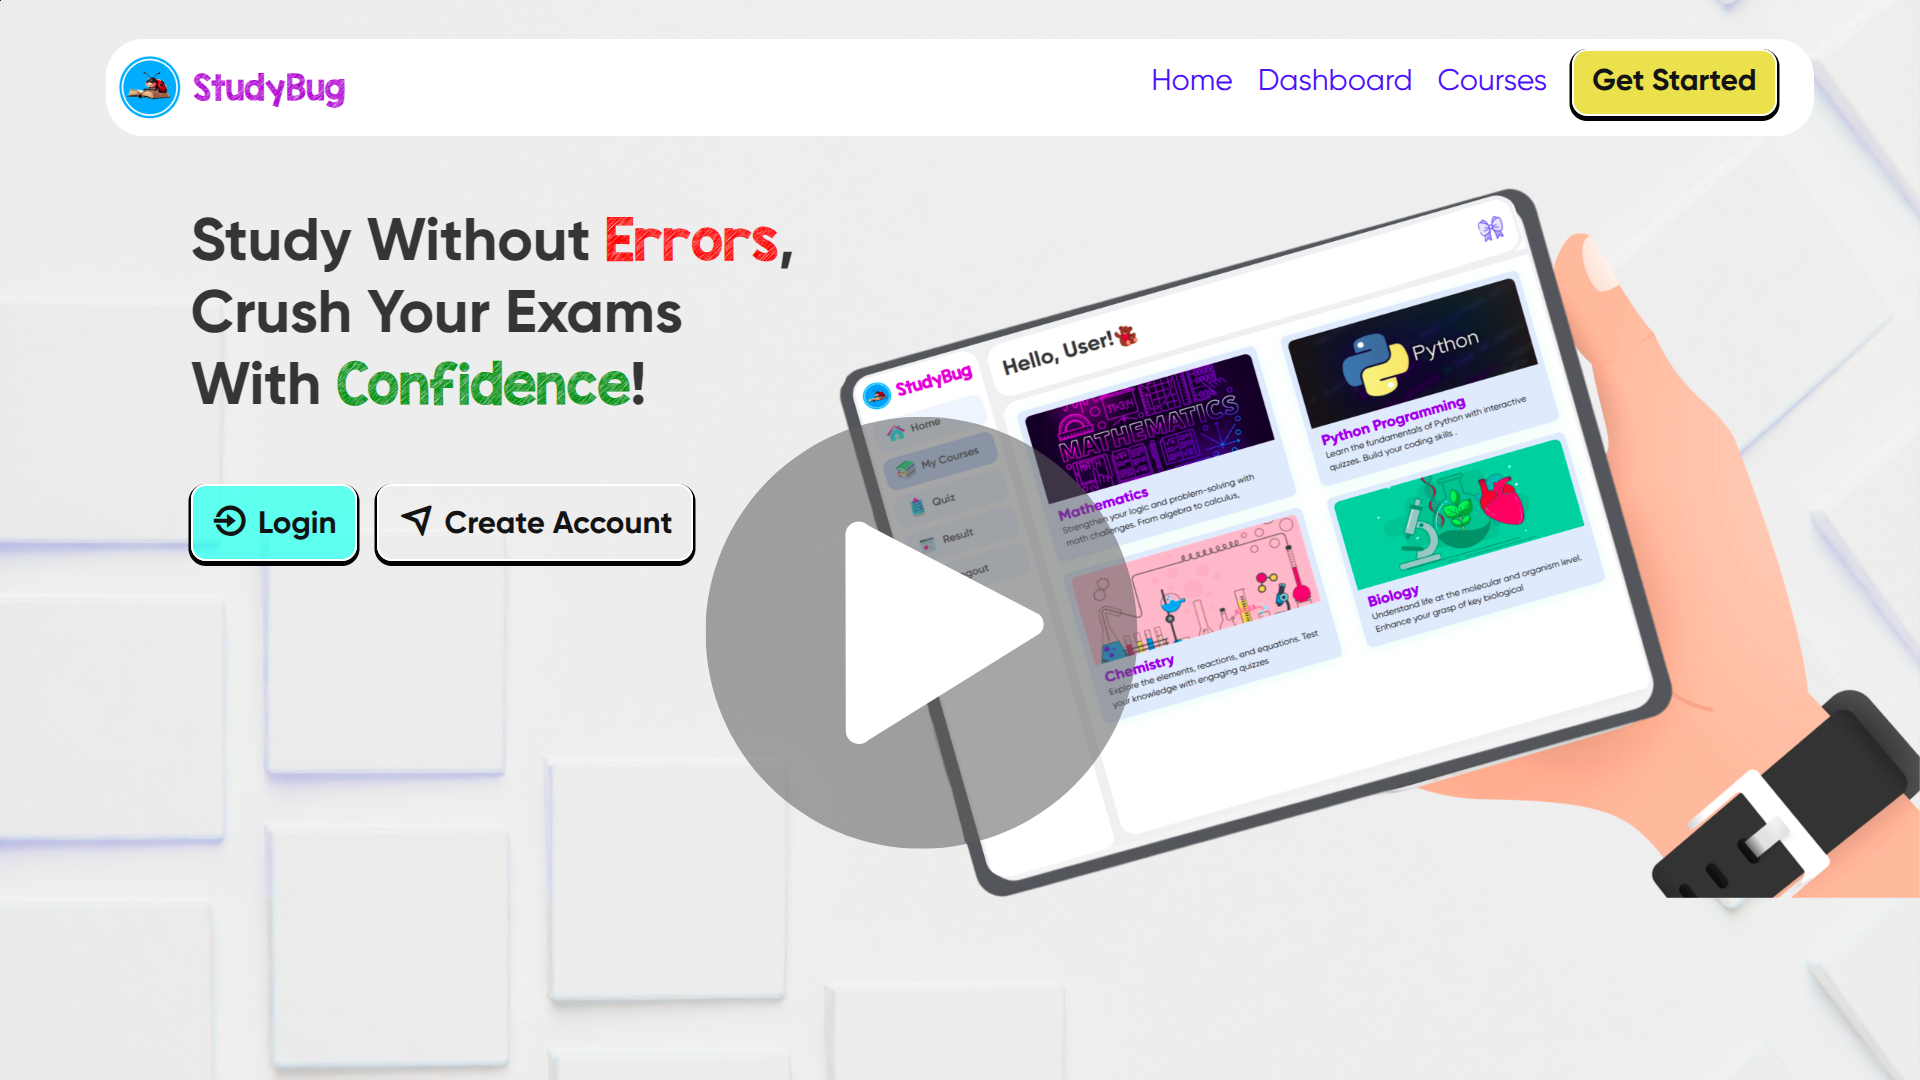 StudyBug
Home Dashboard Courses Get Started
Study Without Errors,
Crush Your Exams
With Confidence!
Login Create Account
StudyBug
Home
My Courses
Quiz
Result
Hello, User!
MATHEMATICS
Mathematics
Strengthen your logic and problem-solving with
math challenges. From algebra to calculus,
Python
Python Programming
Learn the fundamentals of Python with interactive
quizzes. Build your coding skills .
Chemistry
Explore the elements, reactions, and equations. Test
your knowledge with engaging quizzes
Biology
Understand life at the molecular and organism level.
Enhance your grasp of key biological